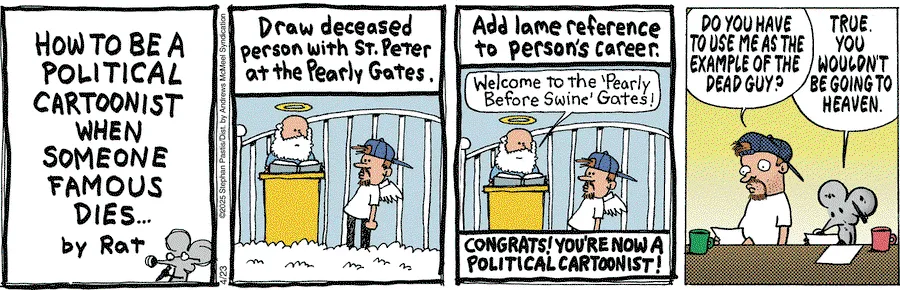 HOW TO BE A
POLITICAL
CARTOONIST
WHEN
SOMEONE
FAMOUS
DIES...
by Rat
©2025 Stephan Pastis/Dist. by Andrews McMeel Syndication
4/23
Draw deceased
person with St. Peter
at the Pearly Gates.
Add lame reference
to person's career.
Welcome to the 'Pearly
Before Swine' Gates!
CONGRATS! YOU'RE NOW A
POLITICAL CARTOONIST!
DO YOU HAVE
TO USE ME AS THE
EXAMPLE OF THE
DEAD GUY?
TRUE.
YOU
WOULDN'T
BE GOING TO
HEAVEN.